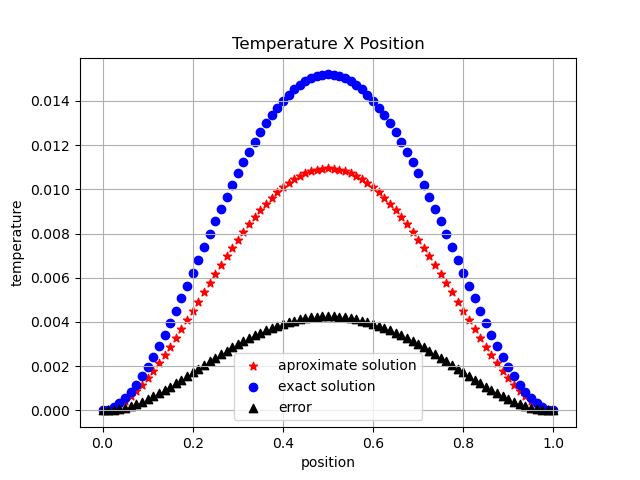 Temperature X Position
temperature
0.014
0.012
0.010
0.008
0.006
0.004
0.002
0.000
aproximate solution
exact solution
error
0.0 0.2 0.4 0.6 0.8 1.0
position